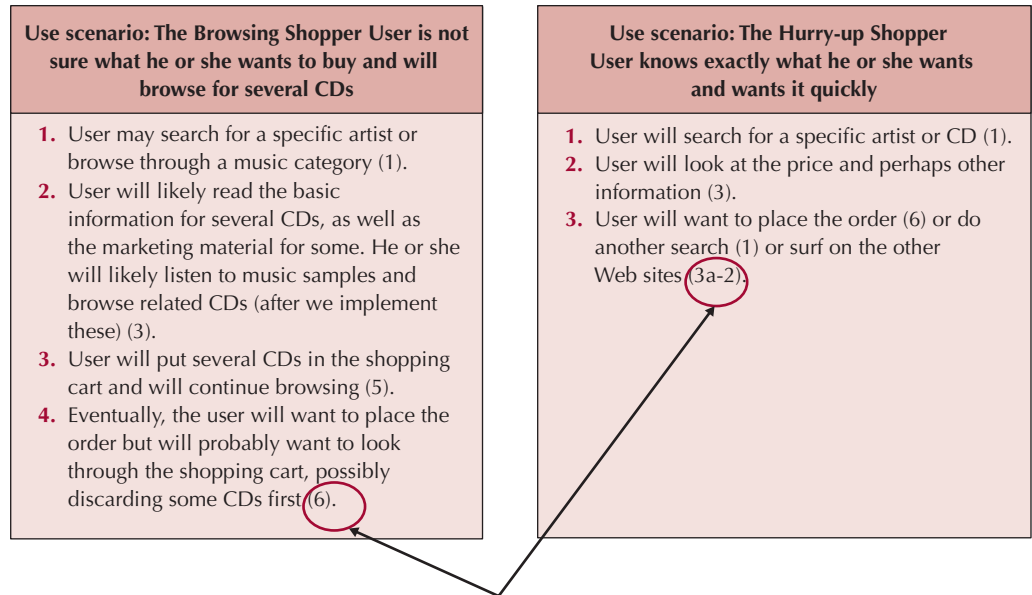 Use scenario: The Browsing Shopper User is not
sure what he or she wants to buy and will
browse for several CDs
1. User may search for a specific artist or
browse through a music category (1).
2. User will likely read the basic
information for several CDs, as well as
the marketing material for some. He or she
will likely listen to music samples and
browse related CDs (after we implement
these) (3).
3. User will put several CDs in the shopping
cart and will continue browsing (5).
4. Eventually, the user will want to place the
order but will probably want to look
through the shopping cart, possibly
discarding some CDs first (6).
Use scenario: The Hurry-up Shopper
User knows exactly what he or she wants
and wants it quickly
1. User will search for a specific artist or CD (1).
2. User will look at the price and perhaps other
information (3).
3. User will want to place the order (6) or do
another search (1) or surf on the other
Web sites (3a-2).